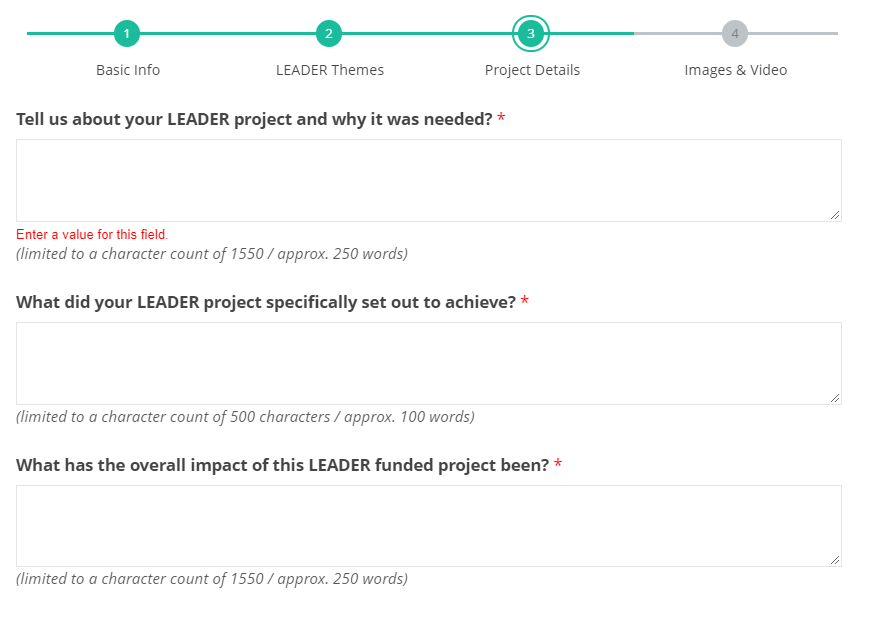 1 2 3 4
Basic Info LEADER Themes Project Details Images & Video
Tell us about your LEADER project and why it was needed? *
Enter a value for this field.
(limited to a character count of 1550 / approx. 250 words)
What did your LEADER project specifically set out to achieve? *
(limited to a character count of 500 characters / approx. 100 words)
What has the overall impact of this LEADER funded project been? *
(limited to a character count of 1550 / approx. 250 words)